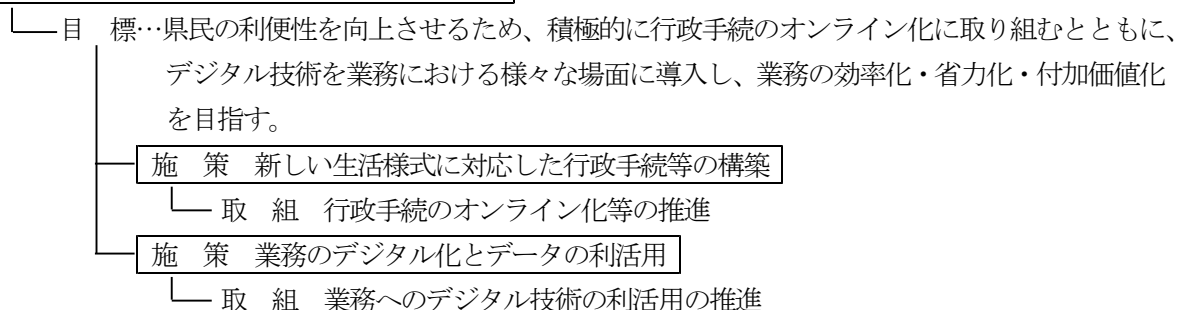 目　標…県民の利便性を向上させるため、積極的に行政手続のオンライン化に取り組むとともに、
デジタル技術を業務における様々な場面に導入し、業務の効率化・省力化・付加価値化
を目指す。
施　策　新しい生活様式に対応した行政手続等の構築
取　組　行政手続のオンライン化等の推進
施　策　業務のデジタル化とデータの利活用
取　組　業務へのデジタル技術の利活用の推進